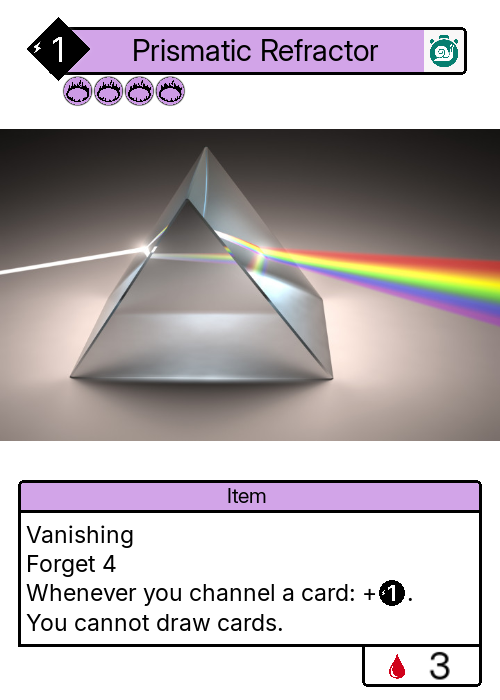 1 Prismatic Refractor
Item
Vanishing
Forget 4
Whenever you channel a card: +1.
You cannot draw cards.
3